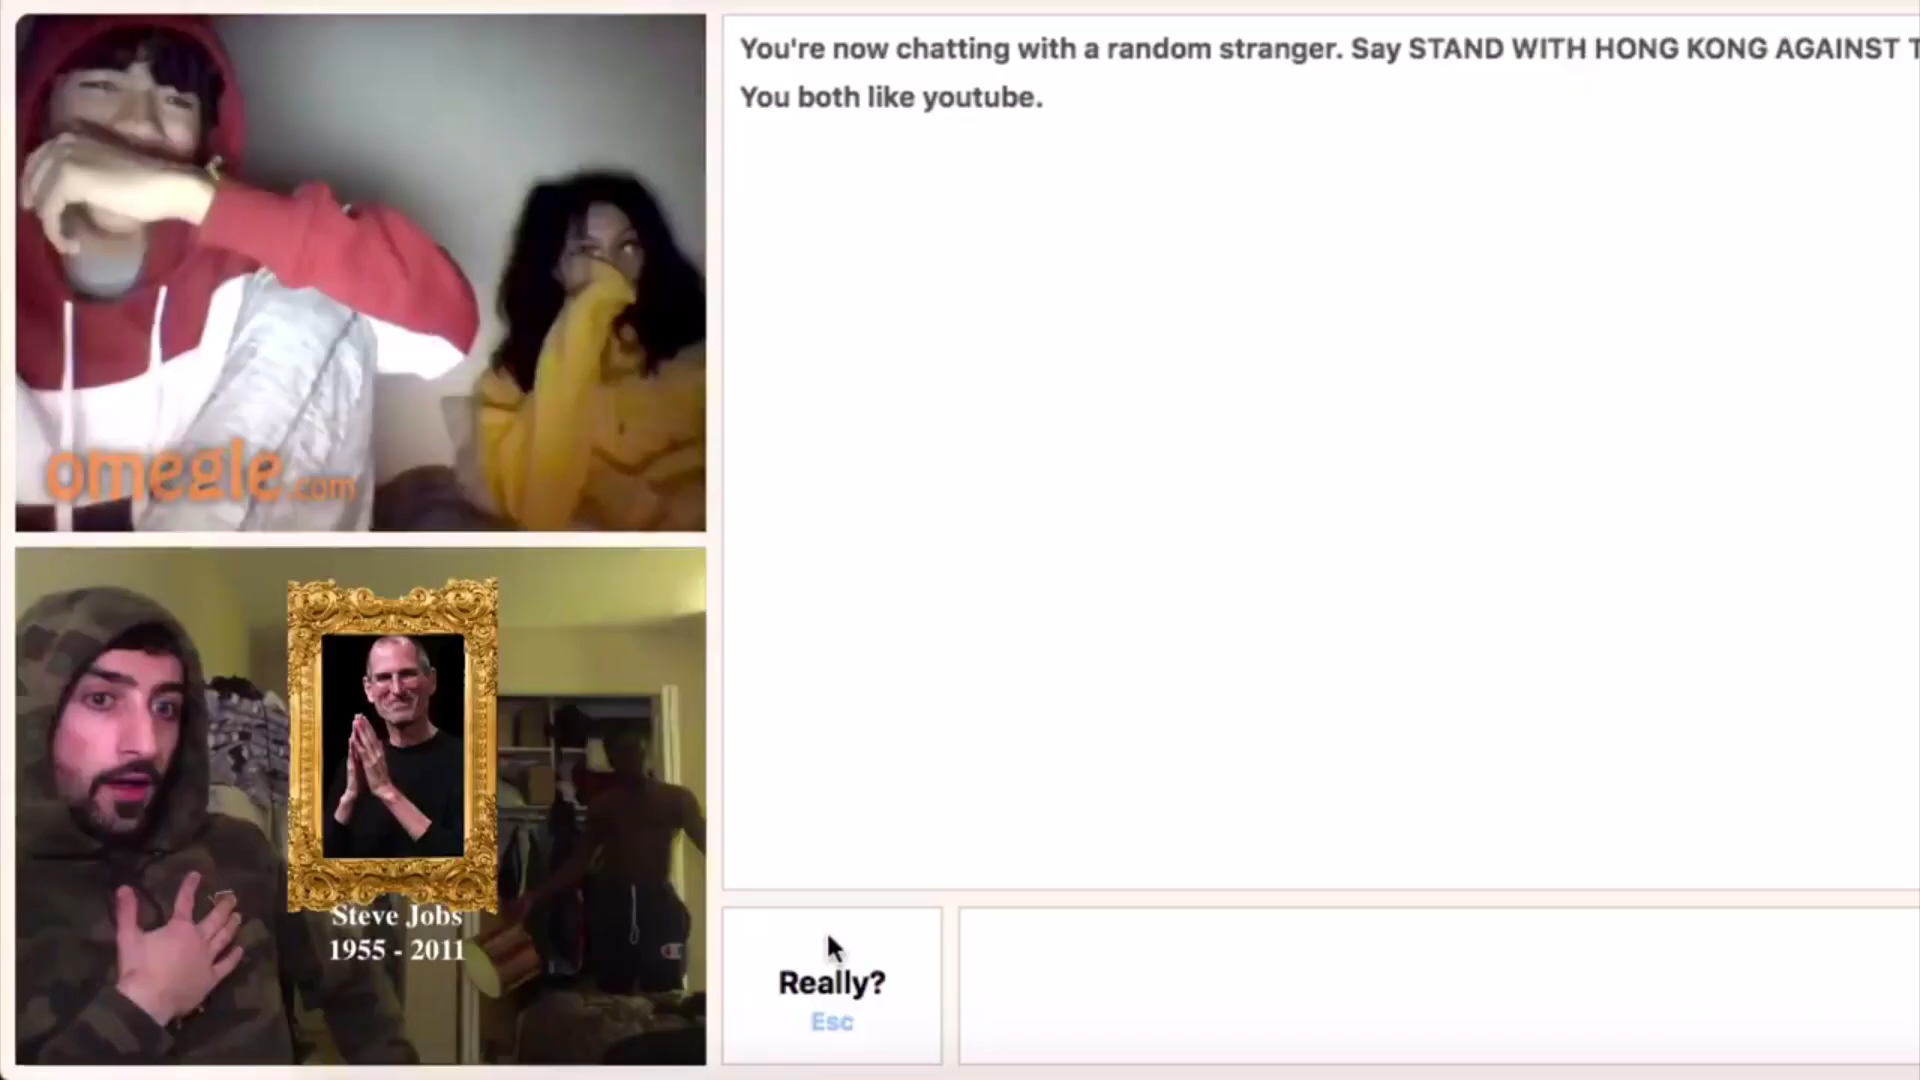 You're now chatting with a random stranger. Say STAND WITH HONG KONG AGAINST T
You both like youtube.
omegle.com
Steve Jobs
1955 - 2011
Really?
Esc